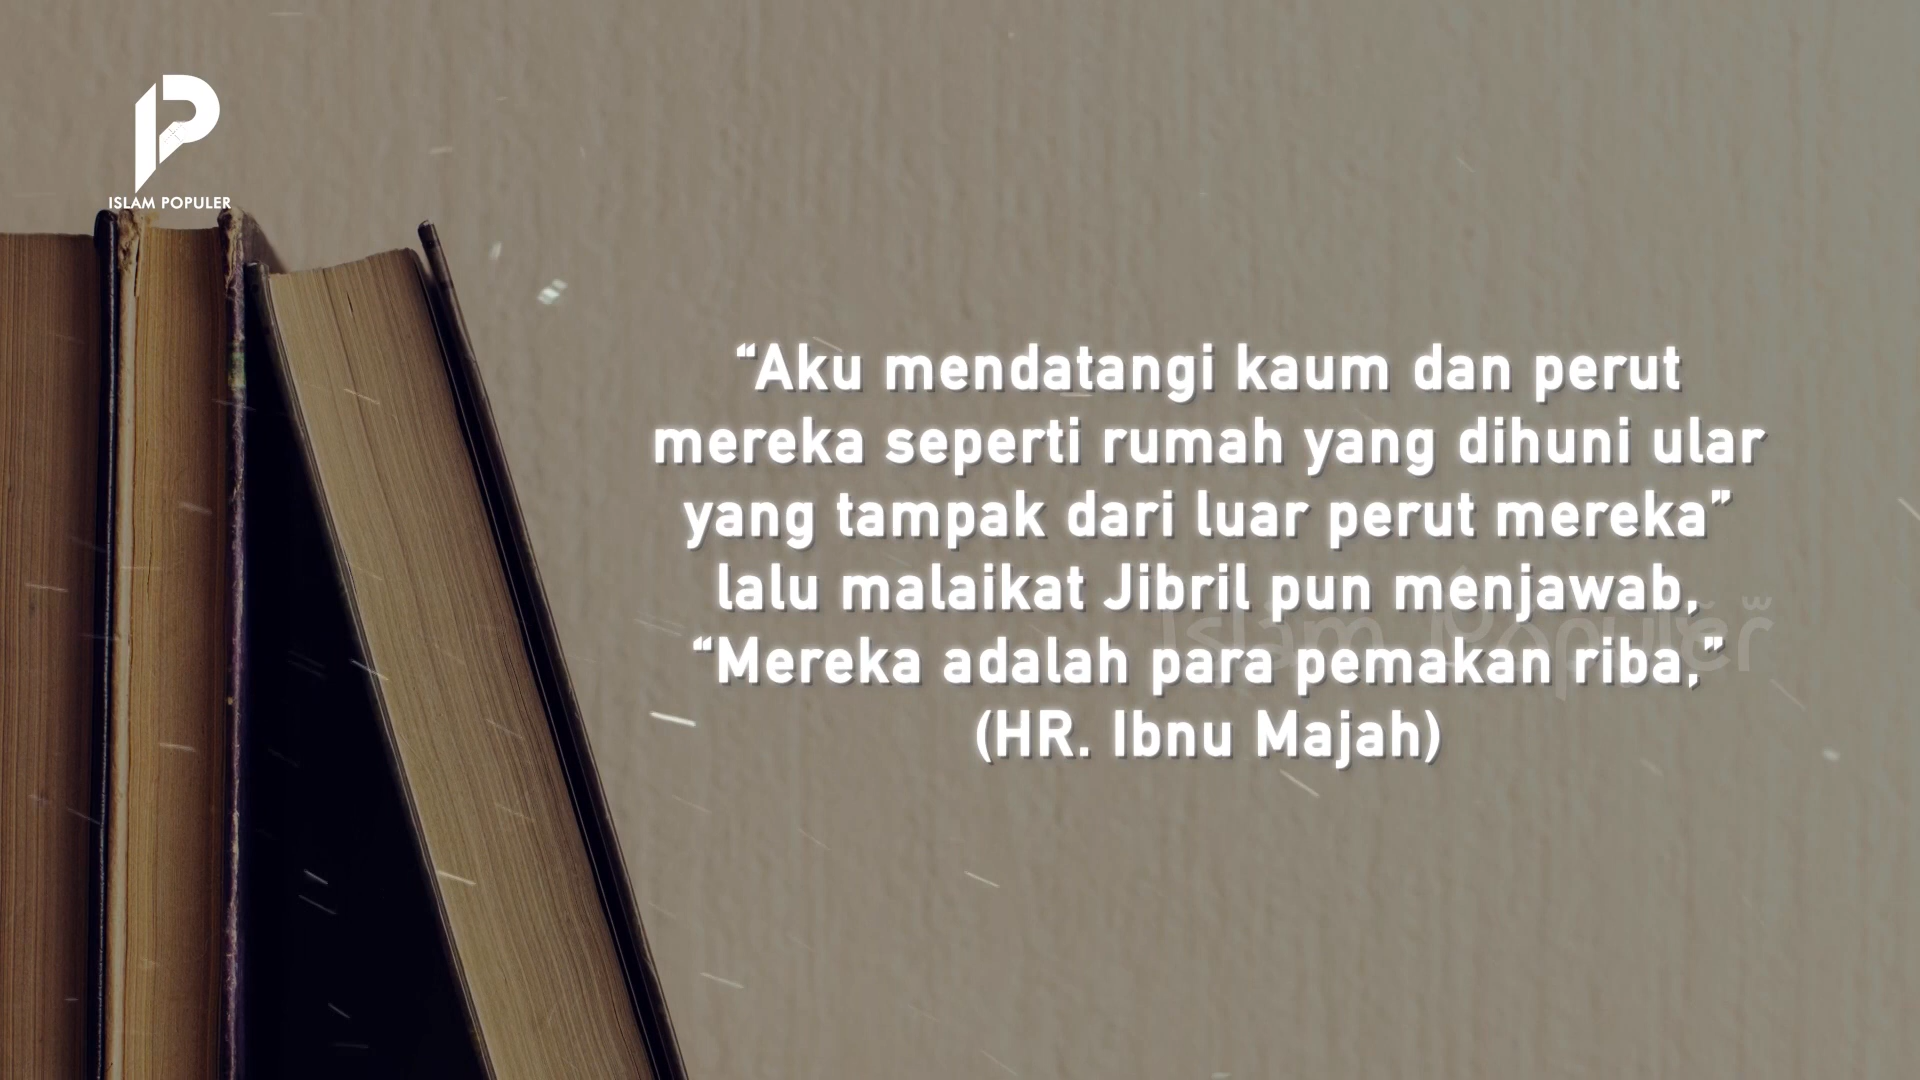 ISLAM POPULER
“Aku mendatangi kaum dan perut
mereka seperti rumah yang dihuni ular
yang tampak dari luar perut mereka”
lalu malaikat Jibril pun menjawab,
“Mereka adalah para pemakan riba,”
(HR. Ibnu Majah)
Islam Populer